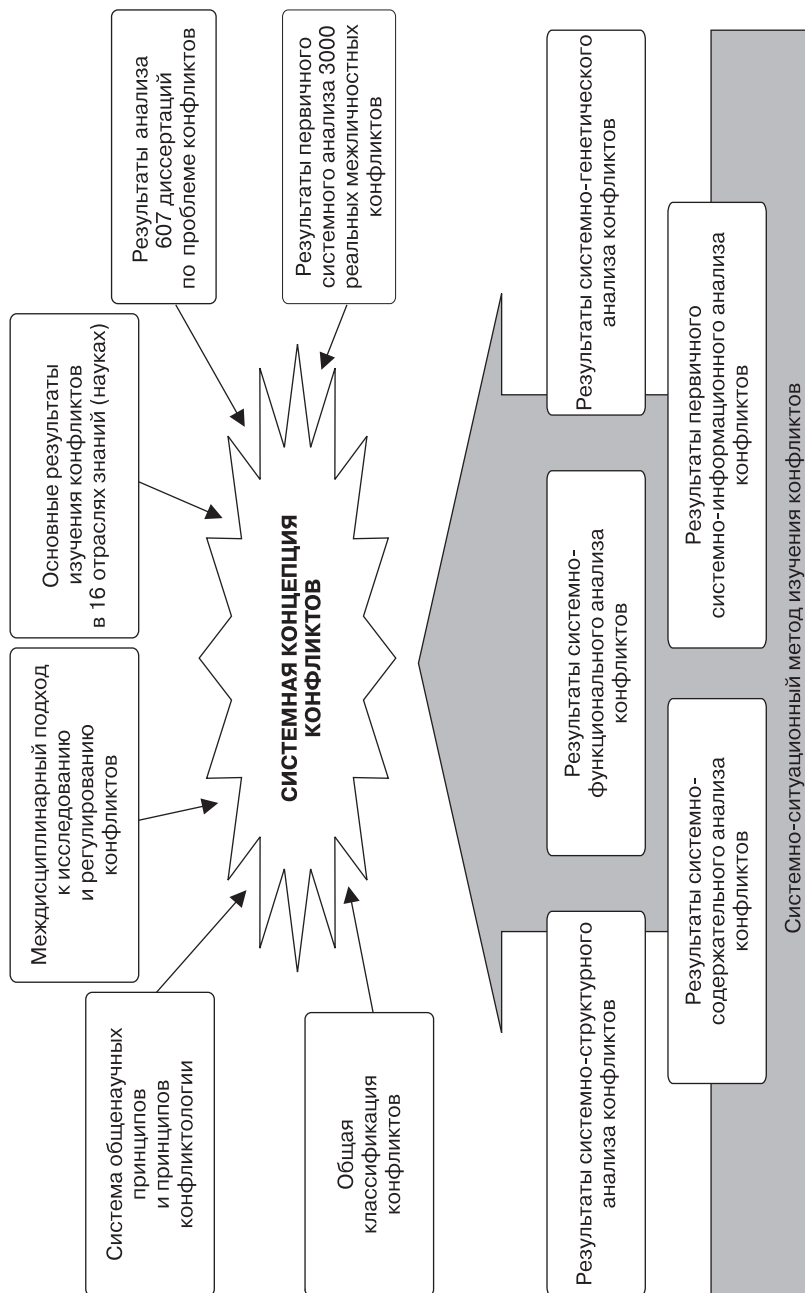 Система общенаучных
принципов
и принципов
конфликтологии
Междисциплинарный подход
к исследованию
и регулированию
конфликтов
Основные результаты
изучения конфликтов
в 16 отраслях знаний (науках)
Результаты анализа
607 диссертаций
по проблеме конфликтов
Общая
классификация
конфликтов
СИСТЕМНАЯ КОНЦЕПЦИЯ
КОНФЛИКТОВ
Результаты первичного
системного анализа 3000
реальных межличностных
конфликтов
Результаты системно-структурного
анализа конфликтов
Результаты системно-
функционального анализа
конфликтов
Результаты системно-генетического
анализа конфликтов
Результаты системно-
содержательного анализа
конфликтов
Результаты первичного
системно-информационного анализа
конфликтов
Системно-ситуационный метод изучения конфликтов